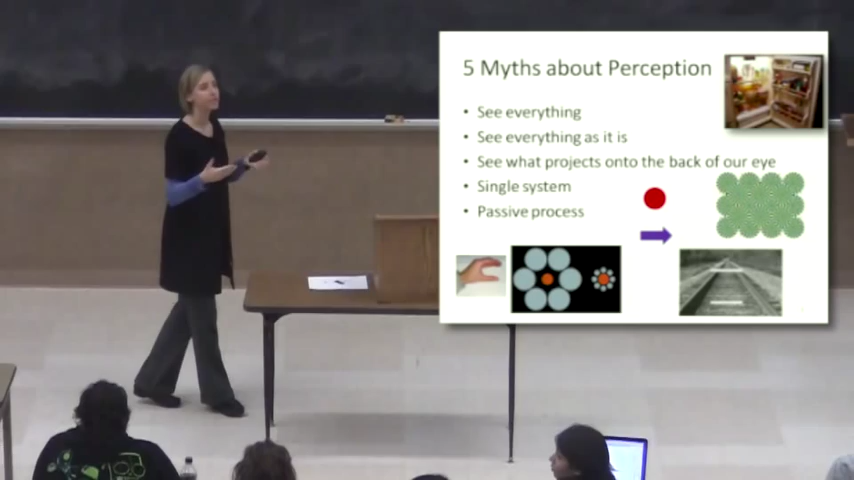 5 Myths about Perception
• See everything
• See everything as it is
• See what projects onto the back of our eye
• Single system
• Passive process